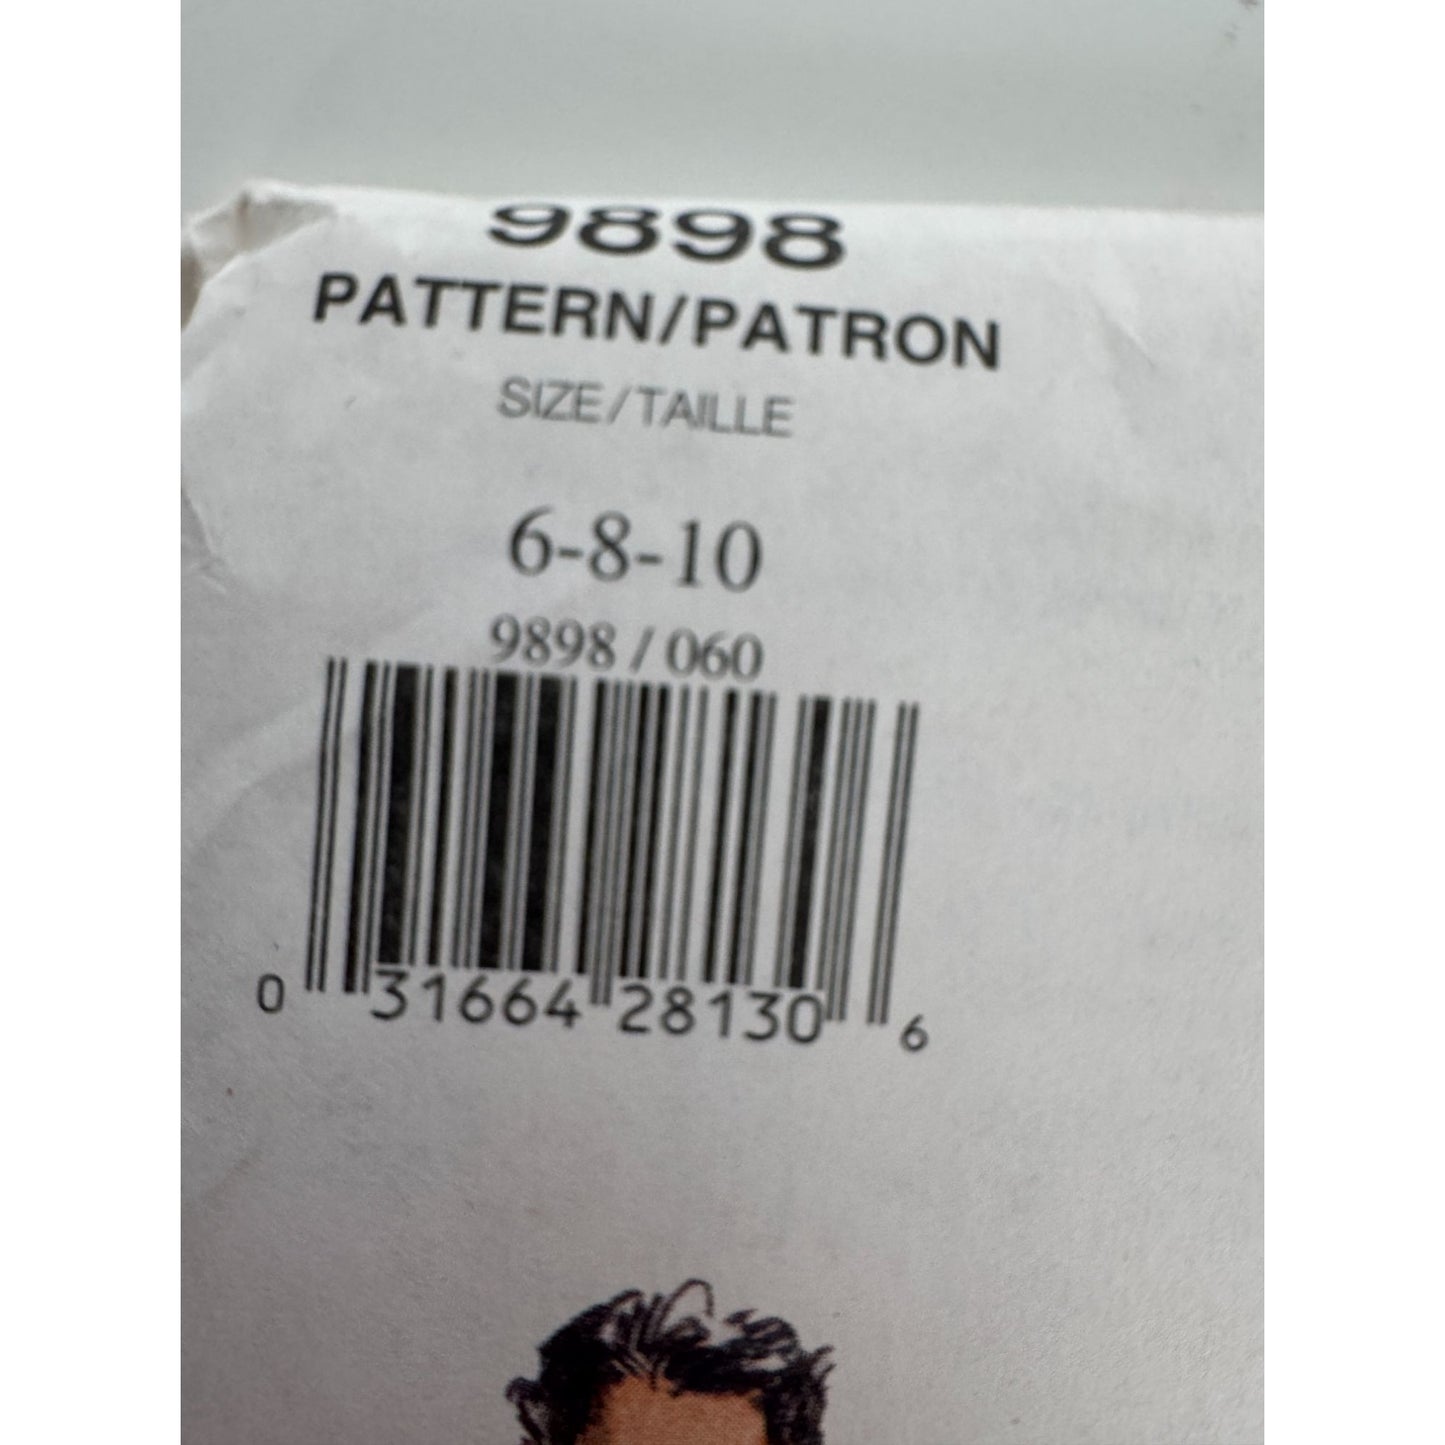 9898
PATTERN/PATRON
SIZE/TAILLE
6-8-10
9898 / 060
0 31664 28130 6